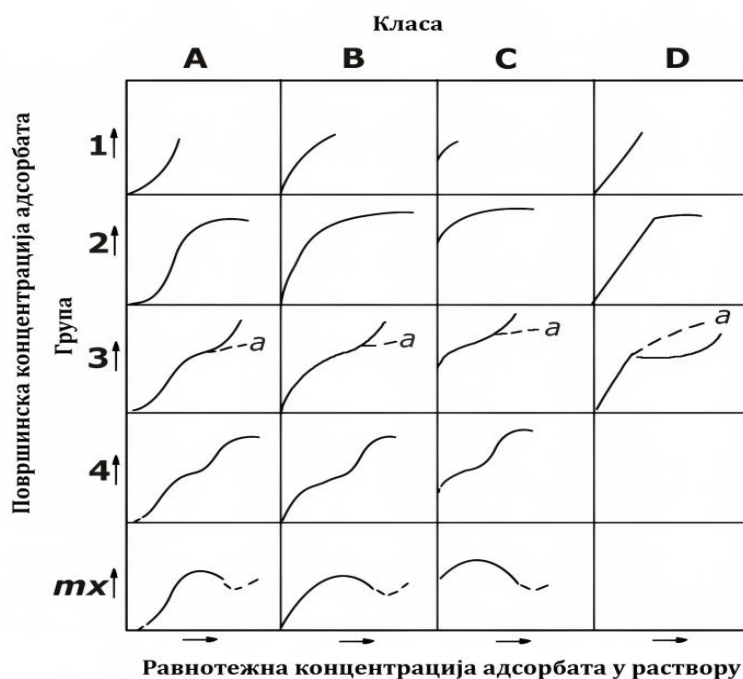 Класа
A B C D
Површинска концентрација адсорбата
Група
1
2
3
a a a a
4
mx
Равнотежна концентрација адсорбата у раствору